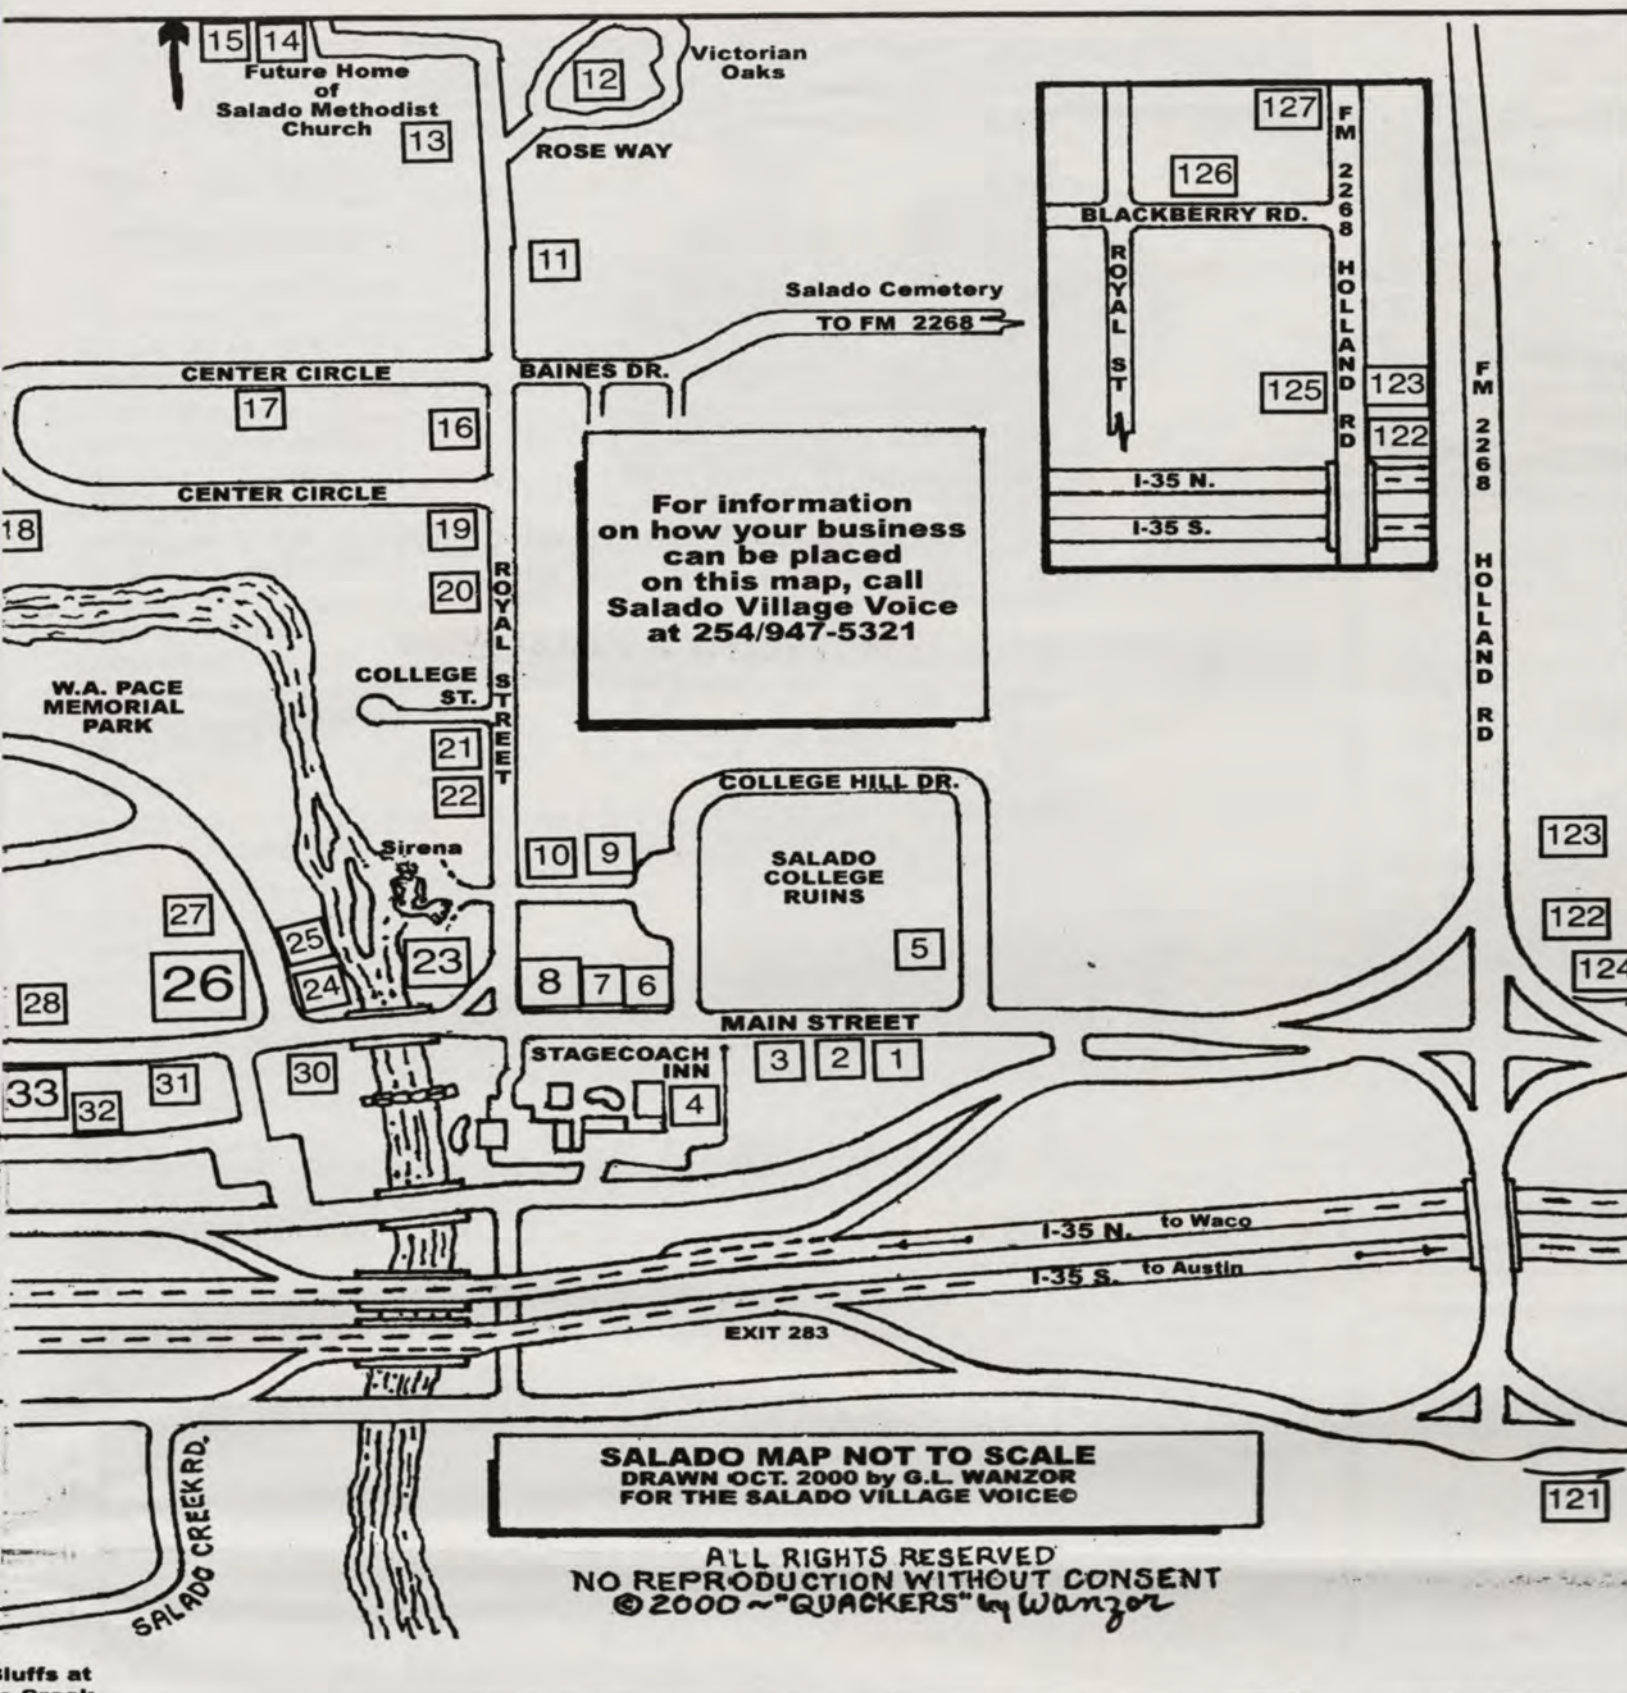 15
14
Future Home
of
Salado Methodist
Church
13
12
Victorian
Oaks
ROSE WAY
11
Salado Cemetery
TO FM 2268
CENTER CIRCLE
BAINES DR.
17
16
CENTER CIRCLE
18
19
20
ROYAL STREET
For information
on how your business
can be placed
on this map, call
Salado Village Voice
at 254/947-5321
127
126
BLACKBERRY RD.
ROYAL ST
FM 2268 HOLLAND RD
125
123
122
I-35 N.
I-35 S.
FM 2268 HOLLAND RD
W.A. PACE
MEMORIAL
PARK
COLLEGE
ST.
21
22
COLLEGE HILL DR.
Sirena
10
9
SALADO
COLLEGE
RUINS
5
123
122
124
27
25
26
24
23
28
8
7
6
MAIN STREET
STAGECOACH
INN
3
2
1
4
33
32
31
30
I-35 N. to Waco
I-35 S. to Austin
EXIT 283
SALADO CREEK RD.
SALADO MAP NOT TO SCALE
DRAWN OCT. 2000 by G.L. WANZOR
FOR THE SALADO VILLAGE VOICE©
121
ALL RIGHTS RESERVED
NO REPRODUCTION WITHOUT CONSENT
© 2000 ~ "QUACKERS" by Wanzor
luffs at